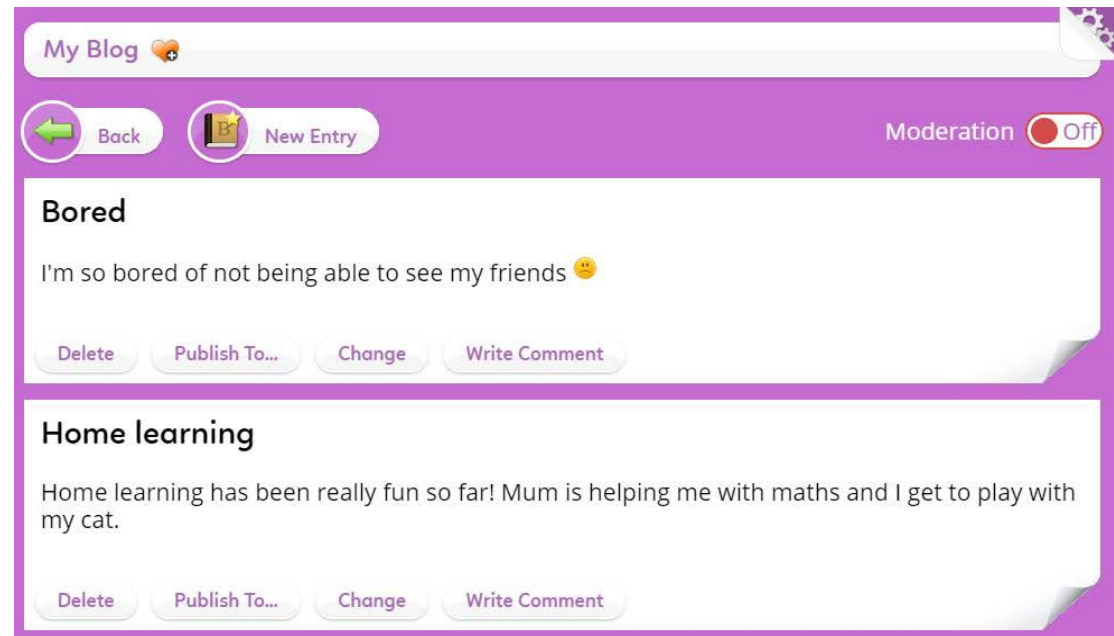 My Blog
Back
New Entry
Moderation Off
Bored
I'm so bored of not being able to see my friends
Delete Publish To... Change Write Comment
Home learning
Home learning has been really fun so far! Mum is helping me with maths and I get to play with
my cat.
Delete Publish To... Change Write Comment